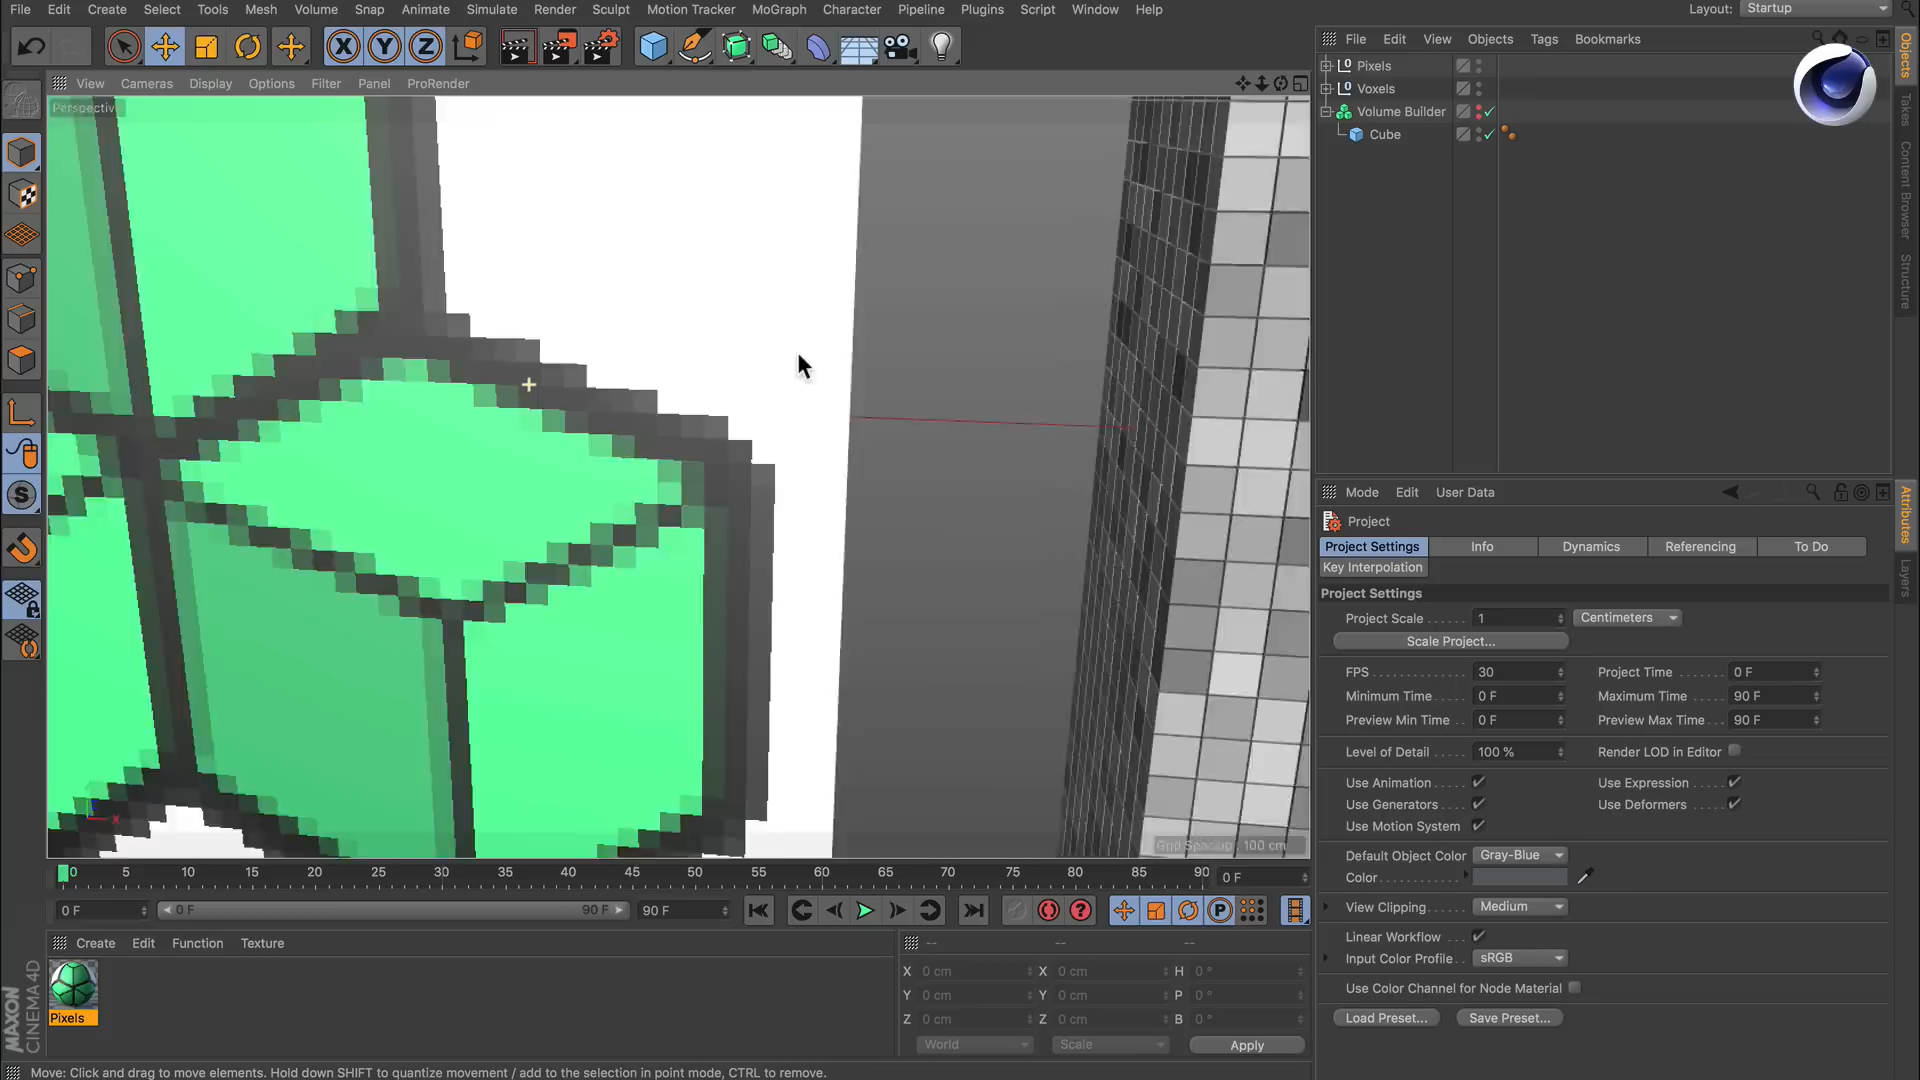 File Edit Create Select Tools Mesh Volume Snap Animate Simulate Render Sculpt Motion Tracker MoGraph Character Pipeline Plugins Script Window Help
Layout: Startup
File Edit View Objects Tags Bookmarks
View Cameras Display Options Filter Panel ProRender
Perspective
Pixels
Voxels
Volume Builder
Cube
Objects
Takes
Content Browser
Structure
Mode Edit User Data
Project
Project Settings Info Dynamics Referencing To Do
Key Interpolation
Project Settings
Project Scale 1 Centimeters
Scale Project...
FPS 30 Project Time 0 F
Minimum Time 0 F Maximum Time 90 F
Preview Min Time 0 F Preview Max Time 90 F
Level of Detail 100 % Render LOD in Editor
Use Animation Use Expression
Use Generators Use Deformers
Use Motion System
Default Object Color Gray-Blue
Color
View Clipping Medium
Linear Workflow
Input Color Profile sRGB
Use Color Channel for Node Material
Load Preset... Save Preset...
Attributes
Layers
Grid Spacing : 100 cm
0 5 10 15 20 25 30 35 40 45 50 55 60 65 70 75 80 85 90 0 F
0 F 0 F 90 F 90 F
Create Edit Function Texture
Pixels
-- -- --
X 0 cm X 0 cm H 0 °
Y 0 cm Y 0 cm P 0 °
Z 0 cm Z 0 cm B 0 °
World Scale Apply
MAXON
CINEMA 4D
Move: Click and drag to move elements. Hold down SHIFT to quantize movement / add to the selection in point mode, CTRL to remove.